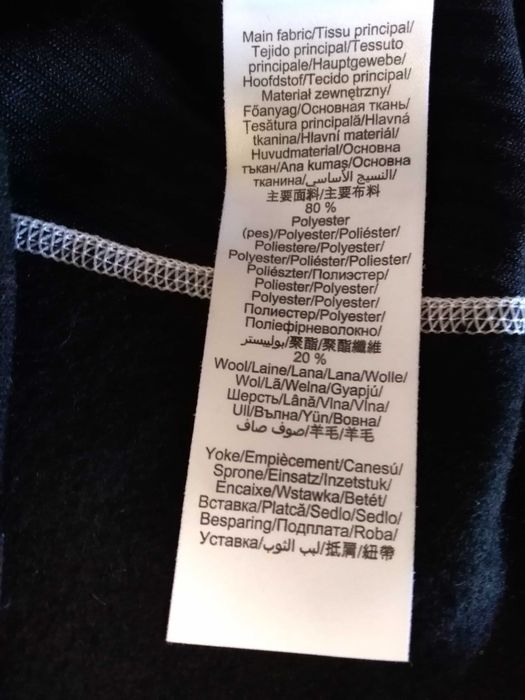 Main fabric/Tissu principal/
Tejido principal/Tessuto
principale/Hauptgewebe/
Hoofdstof/Tecido principal/
Materiał zewnętrzny/
Főanyag/Основная ткань/
Țesătura principală/Hlavná
tkanina/Hlavní materiál/
Huvudmaterial/Основна
тъкан/Ana kumaş/Основна
тканина/النسيج الأساسي/
主要面料/主要布料
80 %
Polyester
(pes)/Polyester/Poliéster/
Poliestere/Polyester/
Polyester/Poliéster/Poliester/
Poliészter/Полиэстер/
Poliester/Polyester/
Polyester/Polyester/
Полиестер/Polyester/
Поліефірневолокно/
بوليستر/聚酯/聚酯纖維
20 %
Wool/Laine/Lana/Lana/Wolle/
Wol/Lã/Wełna/Gyapjú/
Шерсть/Lână/Vlna/Vlna/
Ull/Вълна/Yün/Вовна/
صوف صاف/羊毛/羊毛
Yoke/Empiècement/Canesú/
Sprone/Einsatz/Inzetstuk/
Encaixe/Wstawka/Betét/
Вставка/Platcă/Sedlo/Sedlo/
Besparing/Подплата/Roba/
Уставка/لبب الثوب/抵肩/紐帶